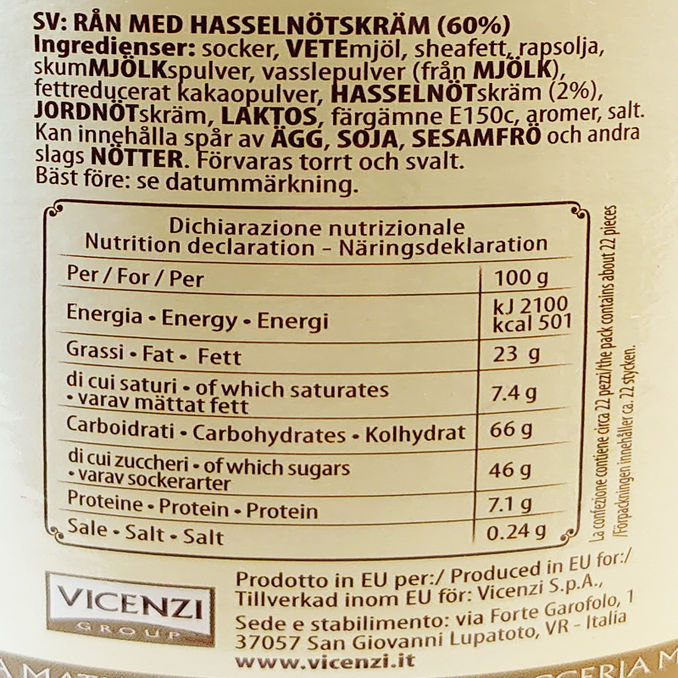 SV: RÅN MED HASSELNÖTSKRÄM (60%)
Ingredienser: socker, VETEmjöl, sheafett, rapsolja,
skumMJÖLKspulver, vasslepulver (från MJÖLK),
fettreducerat kakaopulver, HASSELNÖTskräm (2%),
JORDNÖTskräm, LAKTOS, färgämne E150c, aromer, salt.
Kan innehålla spår av ÄGG, SOJA, SESAMFRÖ och andra
slags NÖTTER. Förvaras torrt och svalt.
Bäst före: se datummärkning.
Dichiarazione nutrizionale
Nutrition declaration - Näringsdeklaration
Per / For / Per 100 g
Energia • Energy • Energi kJ 2100
kcal 501
Grassi • Fat • Fett 23 g
di cui saturi • of which saturates
• varav mättat fett 7.4 g
Carboidrati • Carbohydrates • Kolhydrat 66 g
di cui zuccheri • of which sugars
• varav sockerarter 46 g
Proteine • Protein • Protein 7.1 g
Sale • Salt • Salt 0.24 g
La confezione contiene circa 22 pezzi/the pack contains about 22 pieces
/Förpackningen innehåller ca. 22 stycken.
VICENZI
GROUP
Prodotto in EU per:/ Produced in EU for:/
Tillverkad inom EU för: Vicenzi S.p.A.,
Sede e stabilimento: via Forte Garofolo, 1
37057 San Giovanni Lupatoto, VR - Italia
www.vicenzi.it